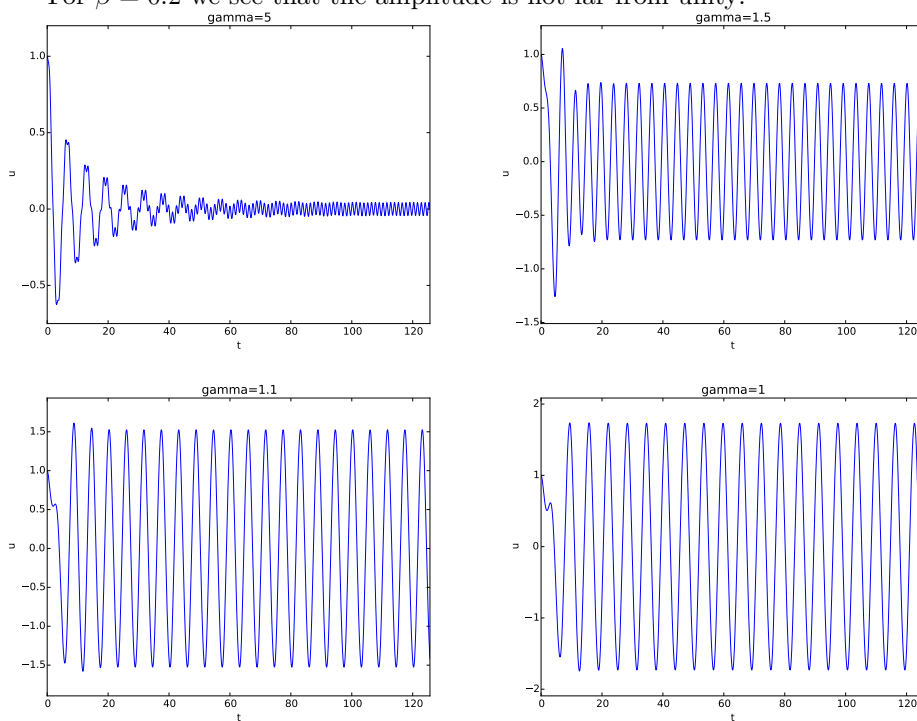 For β = 0.2 we see that the amplitude is not far from unity.
gamma=5
1.0
0.5
0.0
−0.5
u
0 20 40 60 80 100 120
t
gamma=1.5
1.0
0.5
0.0
−0.5
−1.0
−1.5
u
0 20 40 60 80 100 120
t
gamma=1.1
1.5
1.0
0.5
0.0
−0.5
−1.0
−1.5
u
0 20 40 60 80 100 120
t
gamma=1
2
1
0
−1
−2
u
0 20 40 60 80 100 120
t